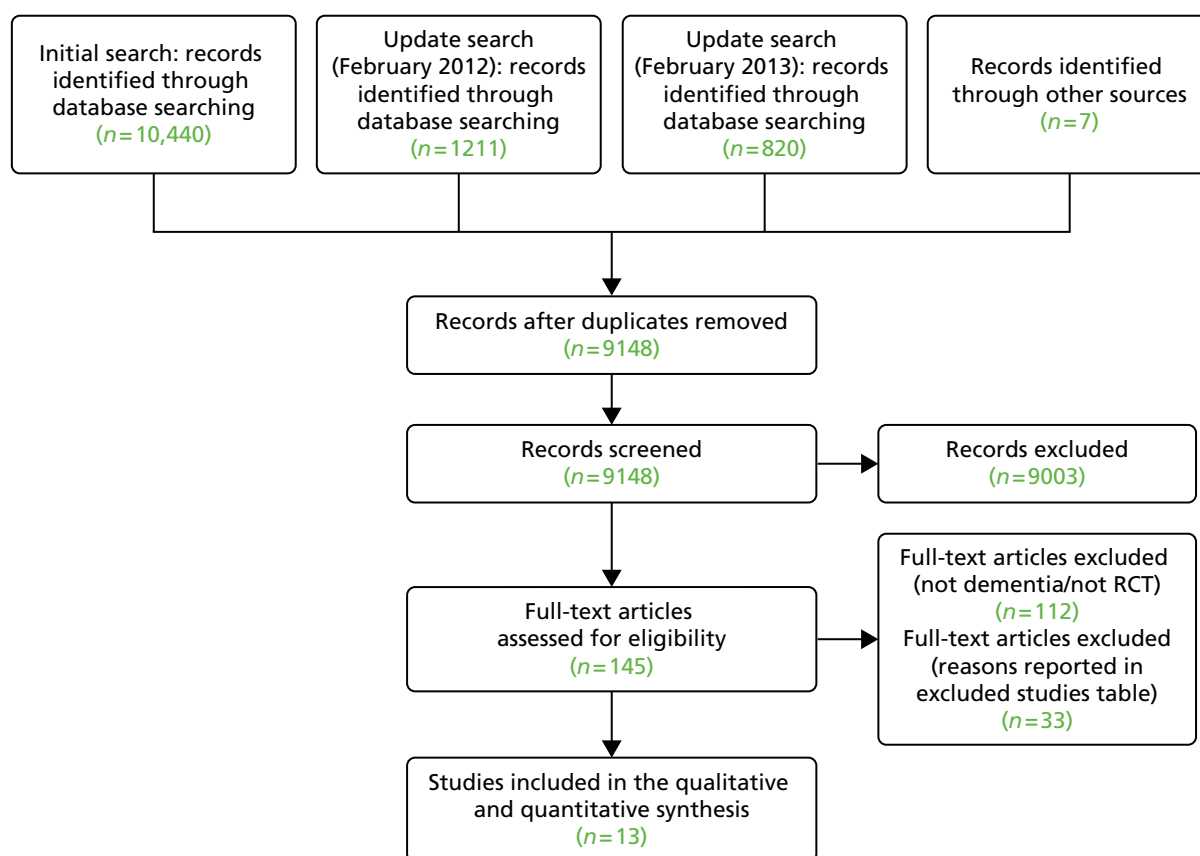 Initial search: records
identified through
database searching
(n=10,440)
Update search
(February 2012): records
identified through
database searching
(n=1211)
Update search
(February 2013): records
identified through
database searching
(n=820)
Records identified
through other sources
(n=7)
Records after duplicates removed
(n=9148)
Records screened
(n=9148)
Records excluded
(n=9003)
Full-text articles
assessed for eligibility
(n=145)
Full-text articles excluded
(not dementia/not RCT)
(n=112)
Full-text articles excluded
(reasons reported in
excluded studies table)
(n=33)
Studies included in the qualitative
and quantitative synthesis
(n=13)